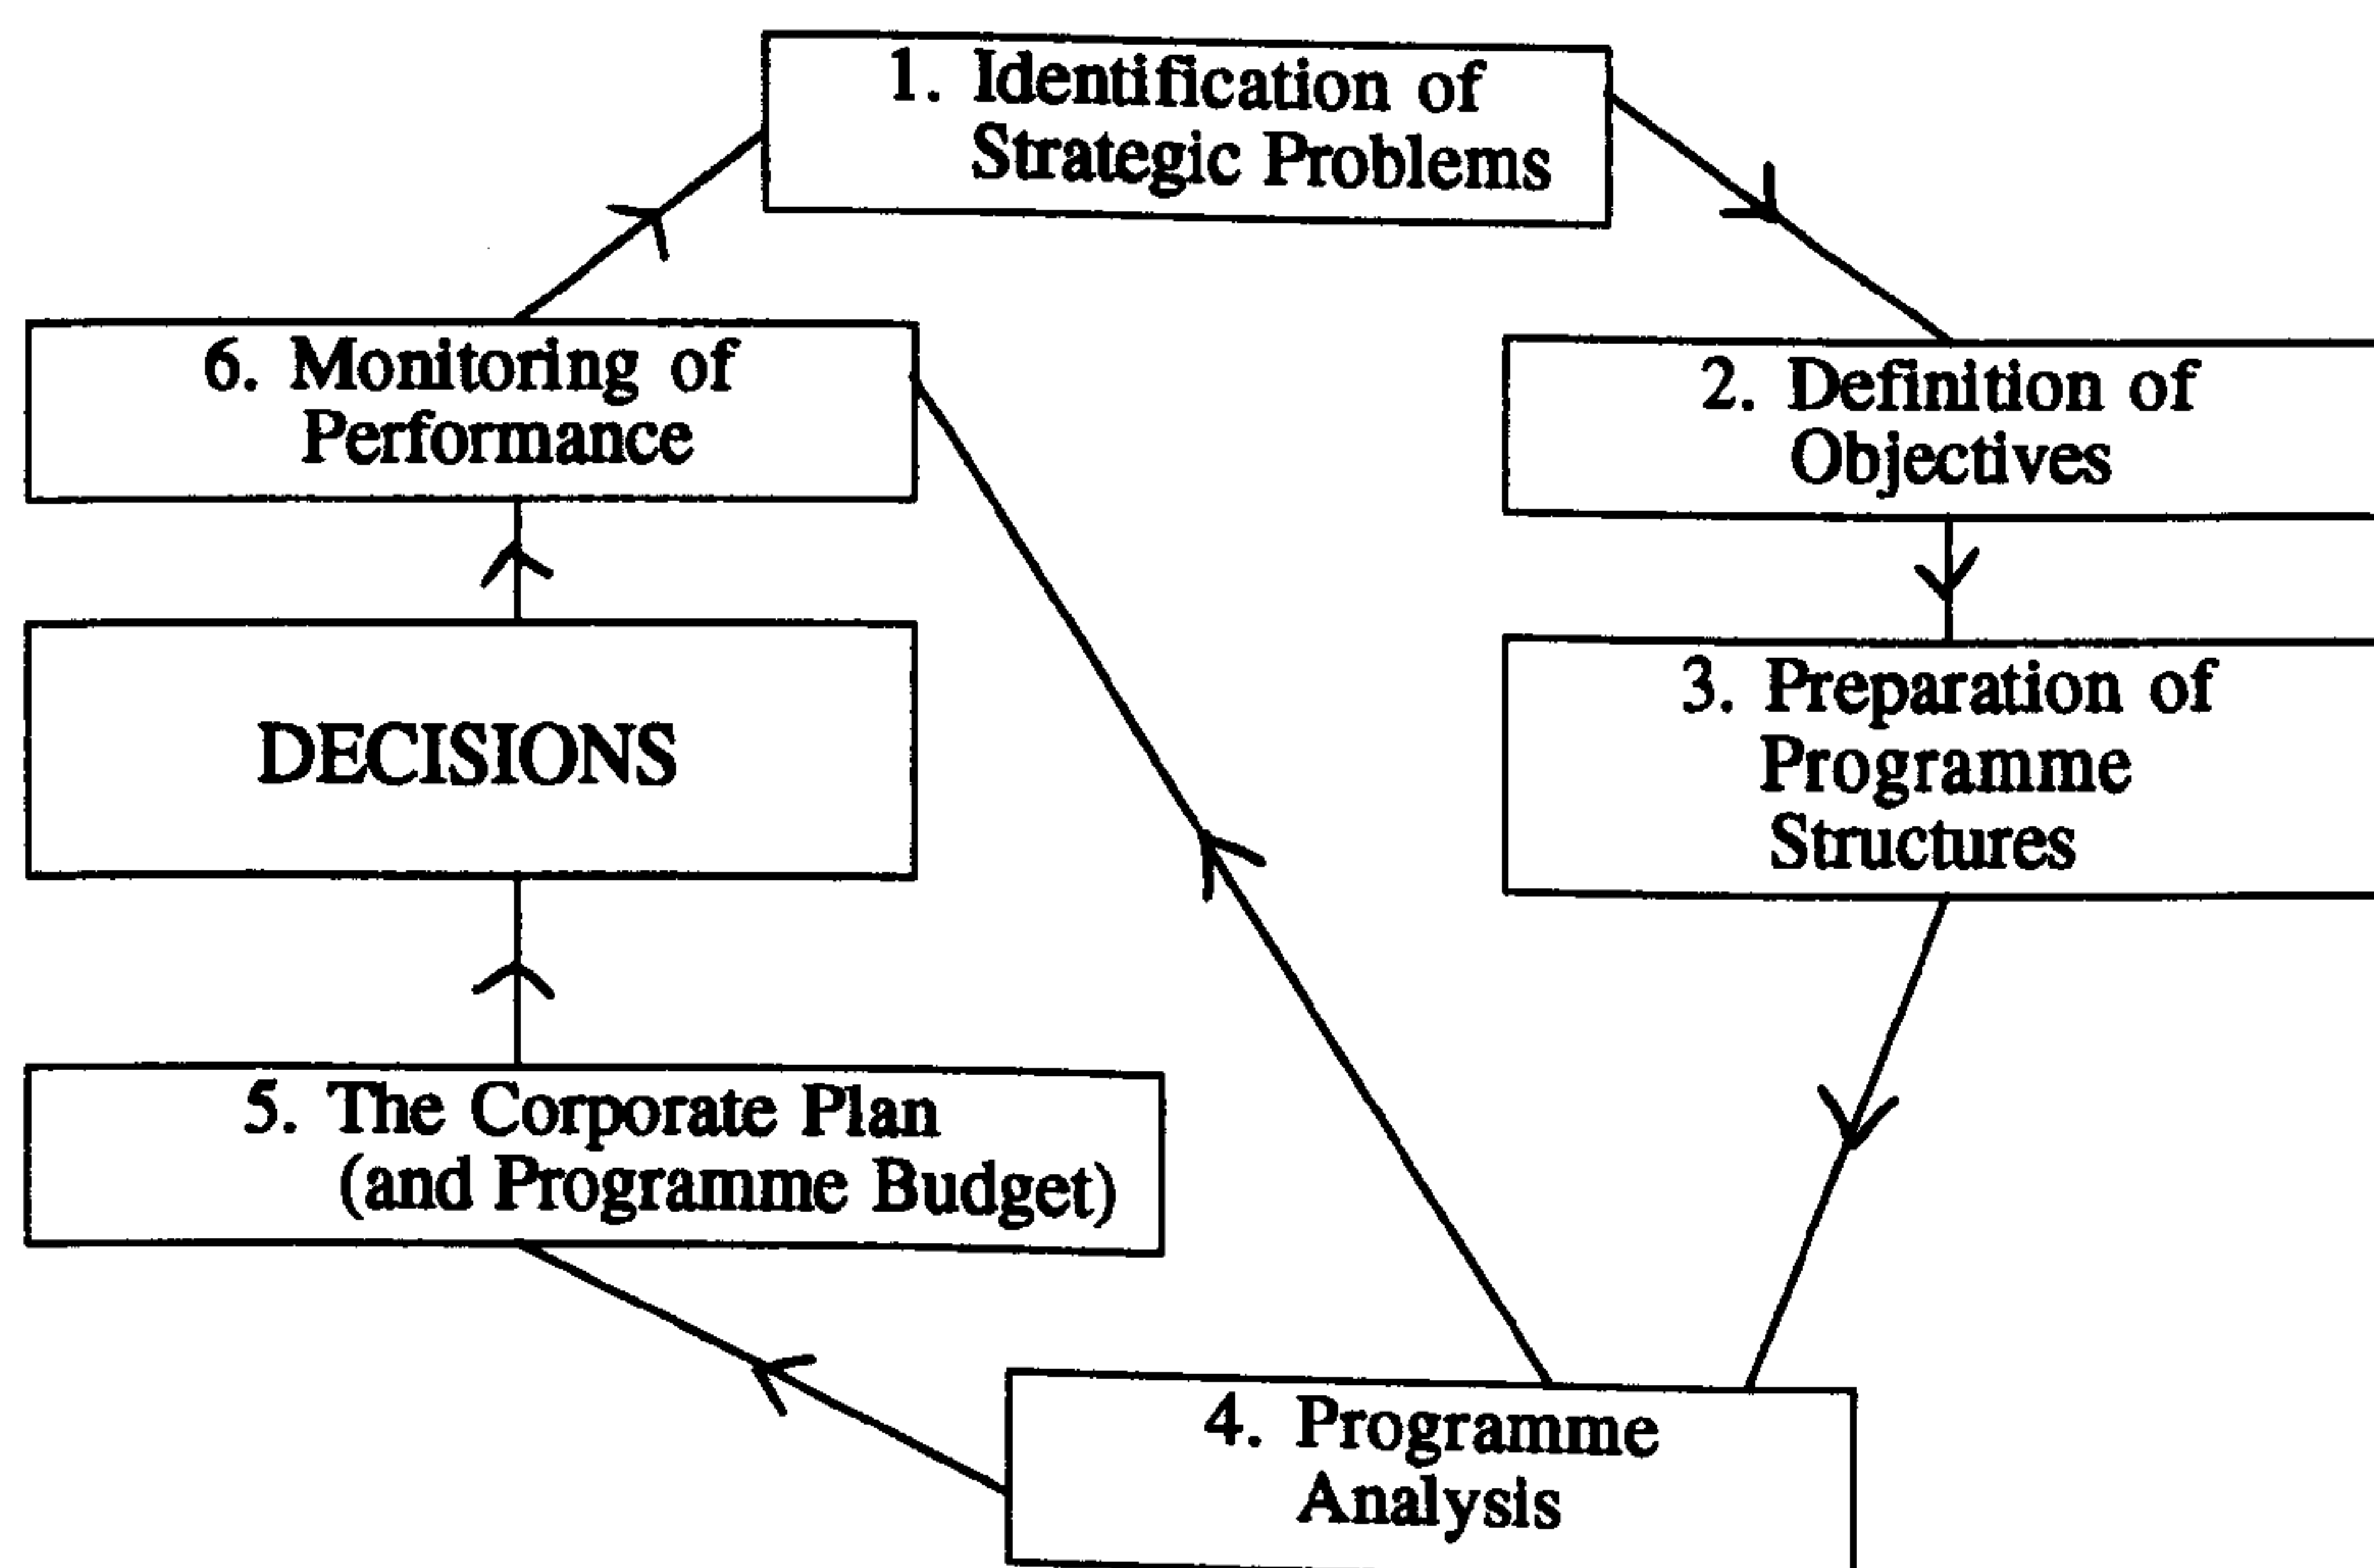 1. Identification of
Strategic Problems
2. Definition of
Objectives
3. Preparation of
Programme
Structures
4. Programme
Analysis
5. The Corporate Plan
(and Programme Budget)
DECISIONS
6. Monitoring of
Performance